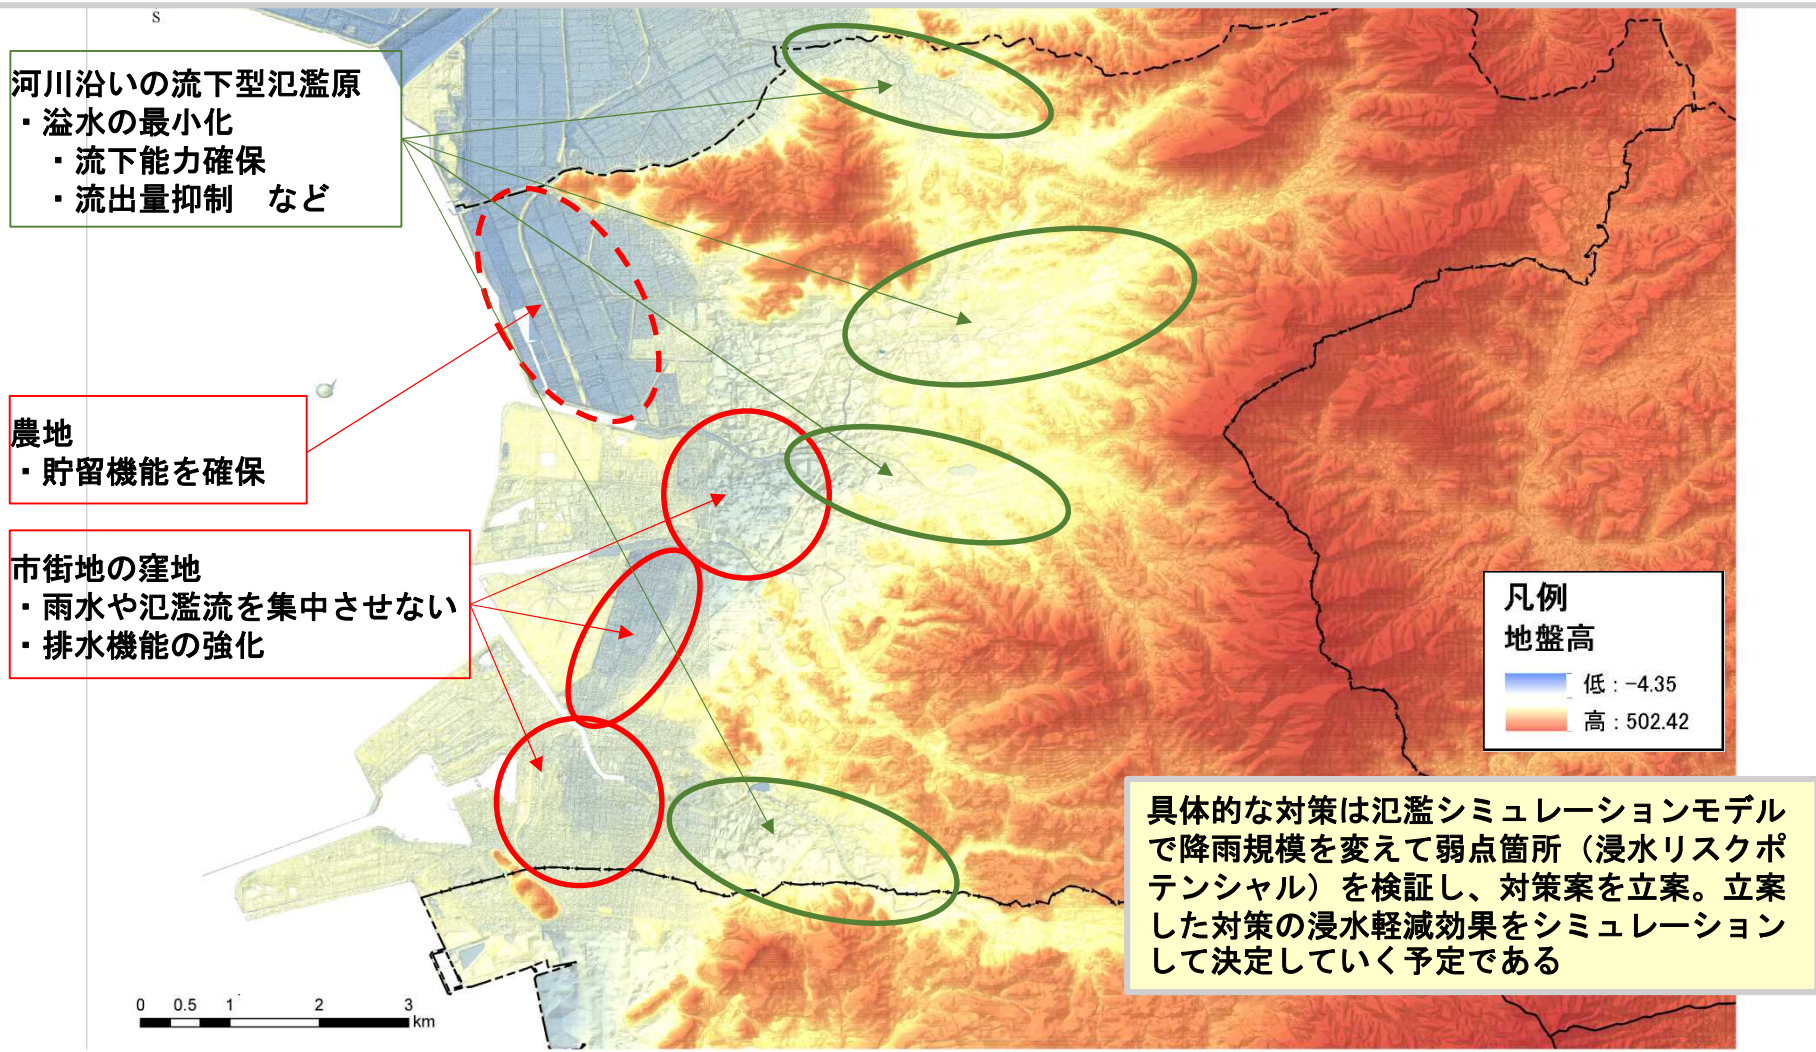 S
河川沿いの流下型氾濫原
・溢水の最小化
・流下能力確保
・流出量抑制　など
農地
・貯留機能を確保
市街地の窪地
・雨水や氾濫流を集中させない
・排水機能の強化
凡例
地盤高
低：-4.35
高：502.42
具体的な対策は氾濫シミュレーションモデル
で降雨規模を変えて弱点箇所（浸水リスクポ
テンシャル）を検証し、対策案を立案。立案
した対策の浸水軽減効果をシミュレーション
して決定していく予定である
0 0.5 1 2 3
km